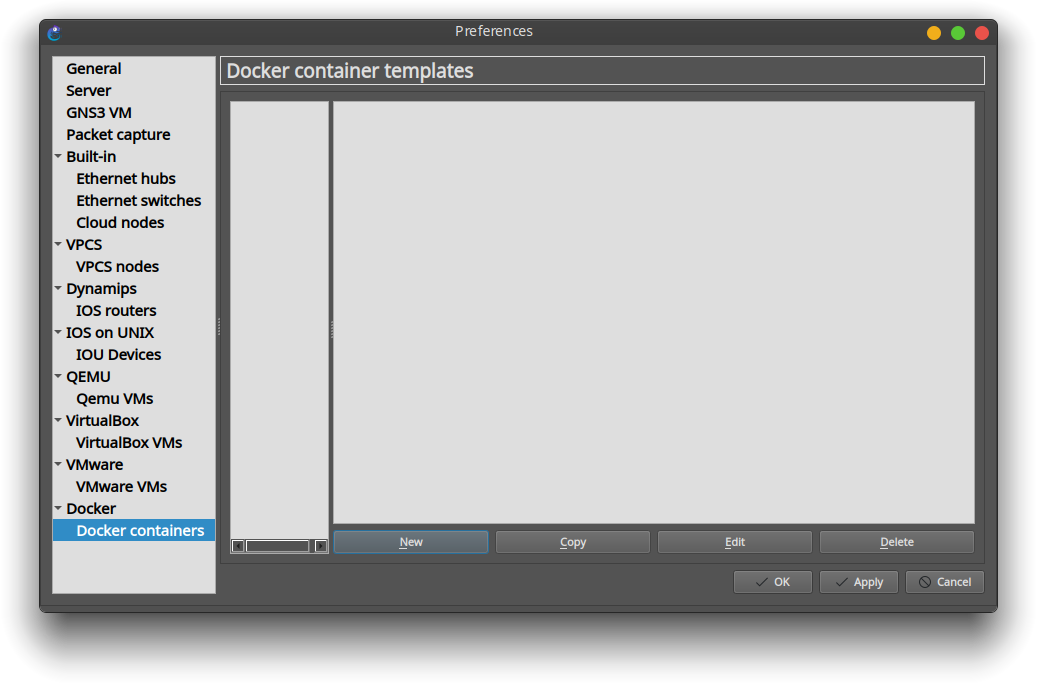 Preferences
General
Server
GNS3 VM
Packet capture
Built-in
Ethernet hubs
Ethernet switches
Cloud nodes
VPCS
VPCS nodes
Dynamips
IOS routers
IOS on UNIX
IOU Devices
QEMU
Qemu VMs
VirtualBox
VirtualBox VMs
VMware
VMware VMs
Docker
Docker containers
Docker container templates
New Copy Edit Delete
OK Apply Cancel